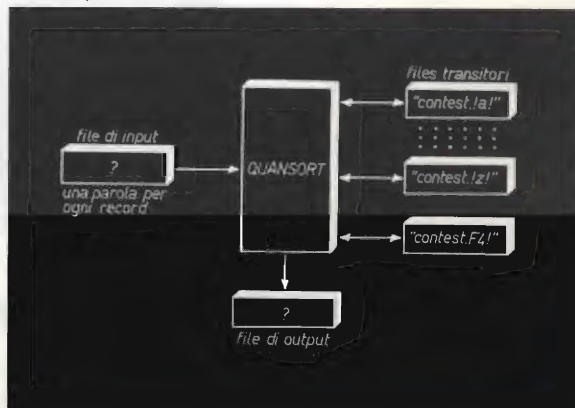 file di input
?
una parola per
ogni record
QUANSORT
files transitori
"contest.!a!"
"contest.!z!"
"contest.F4!"
?
file di output